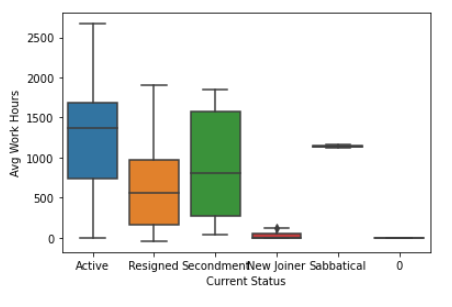 2500
2000
1500
1000
500
0
Avg Work Hours
Active Resigned Secondment New Joiner Sabbatical 0
Current Status